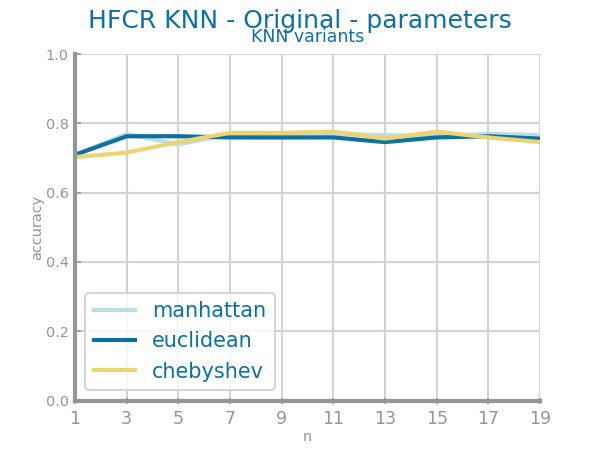 HFCR KNN - Original - parameters
KNN variants
1.0
0.8
0.6
0.4
0.2
0.0
accuracy
manhattan
euclidean
chebyshev
1 3 5 7 9 11 13 15 17 19
n